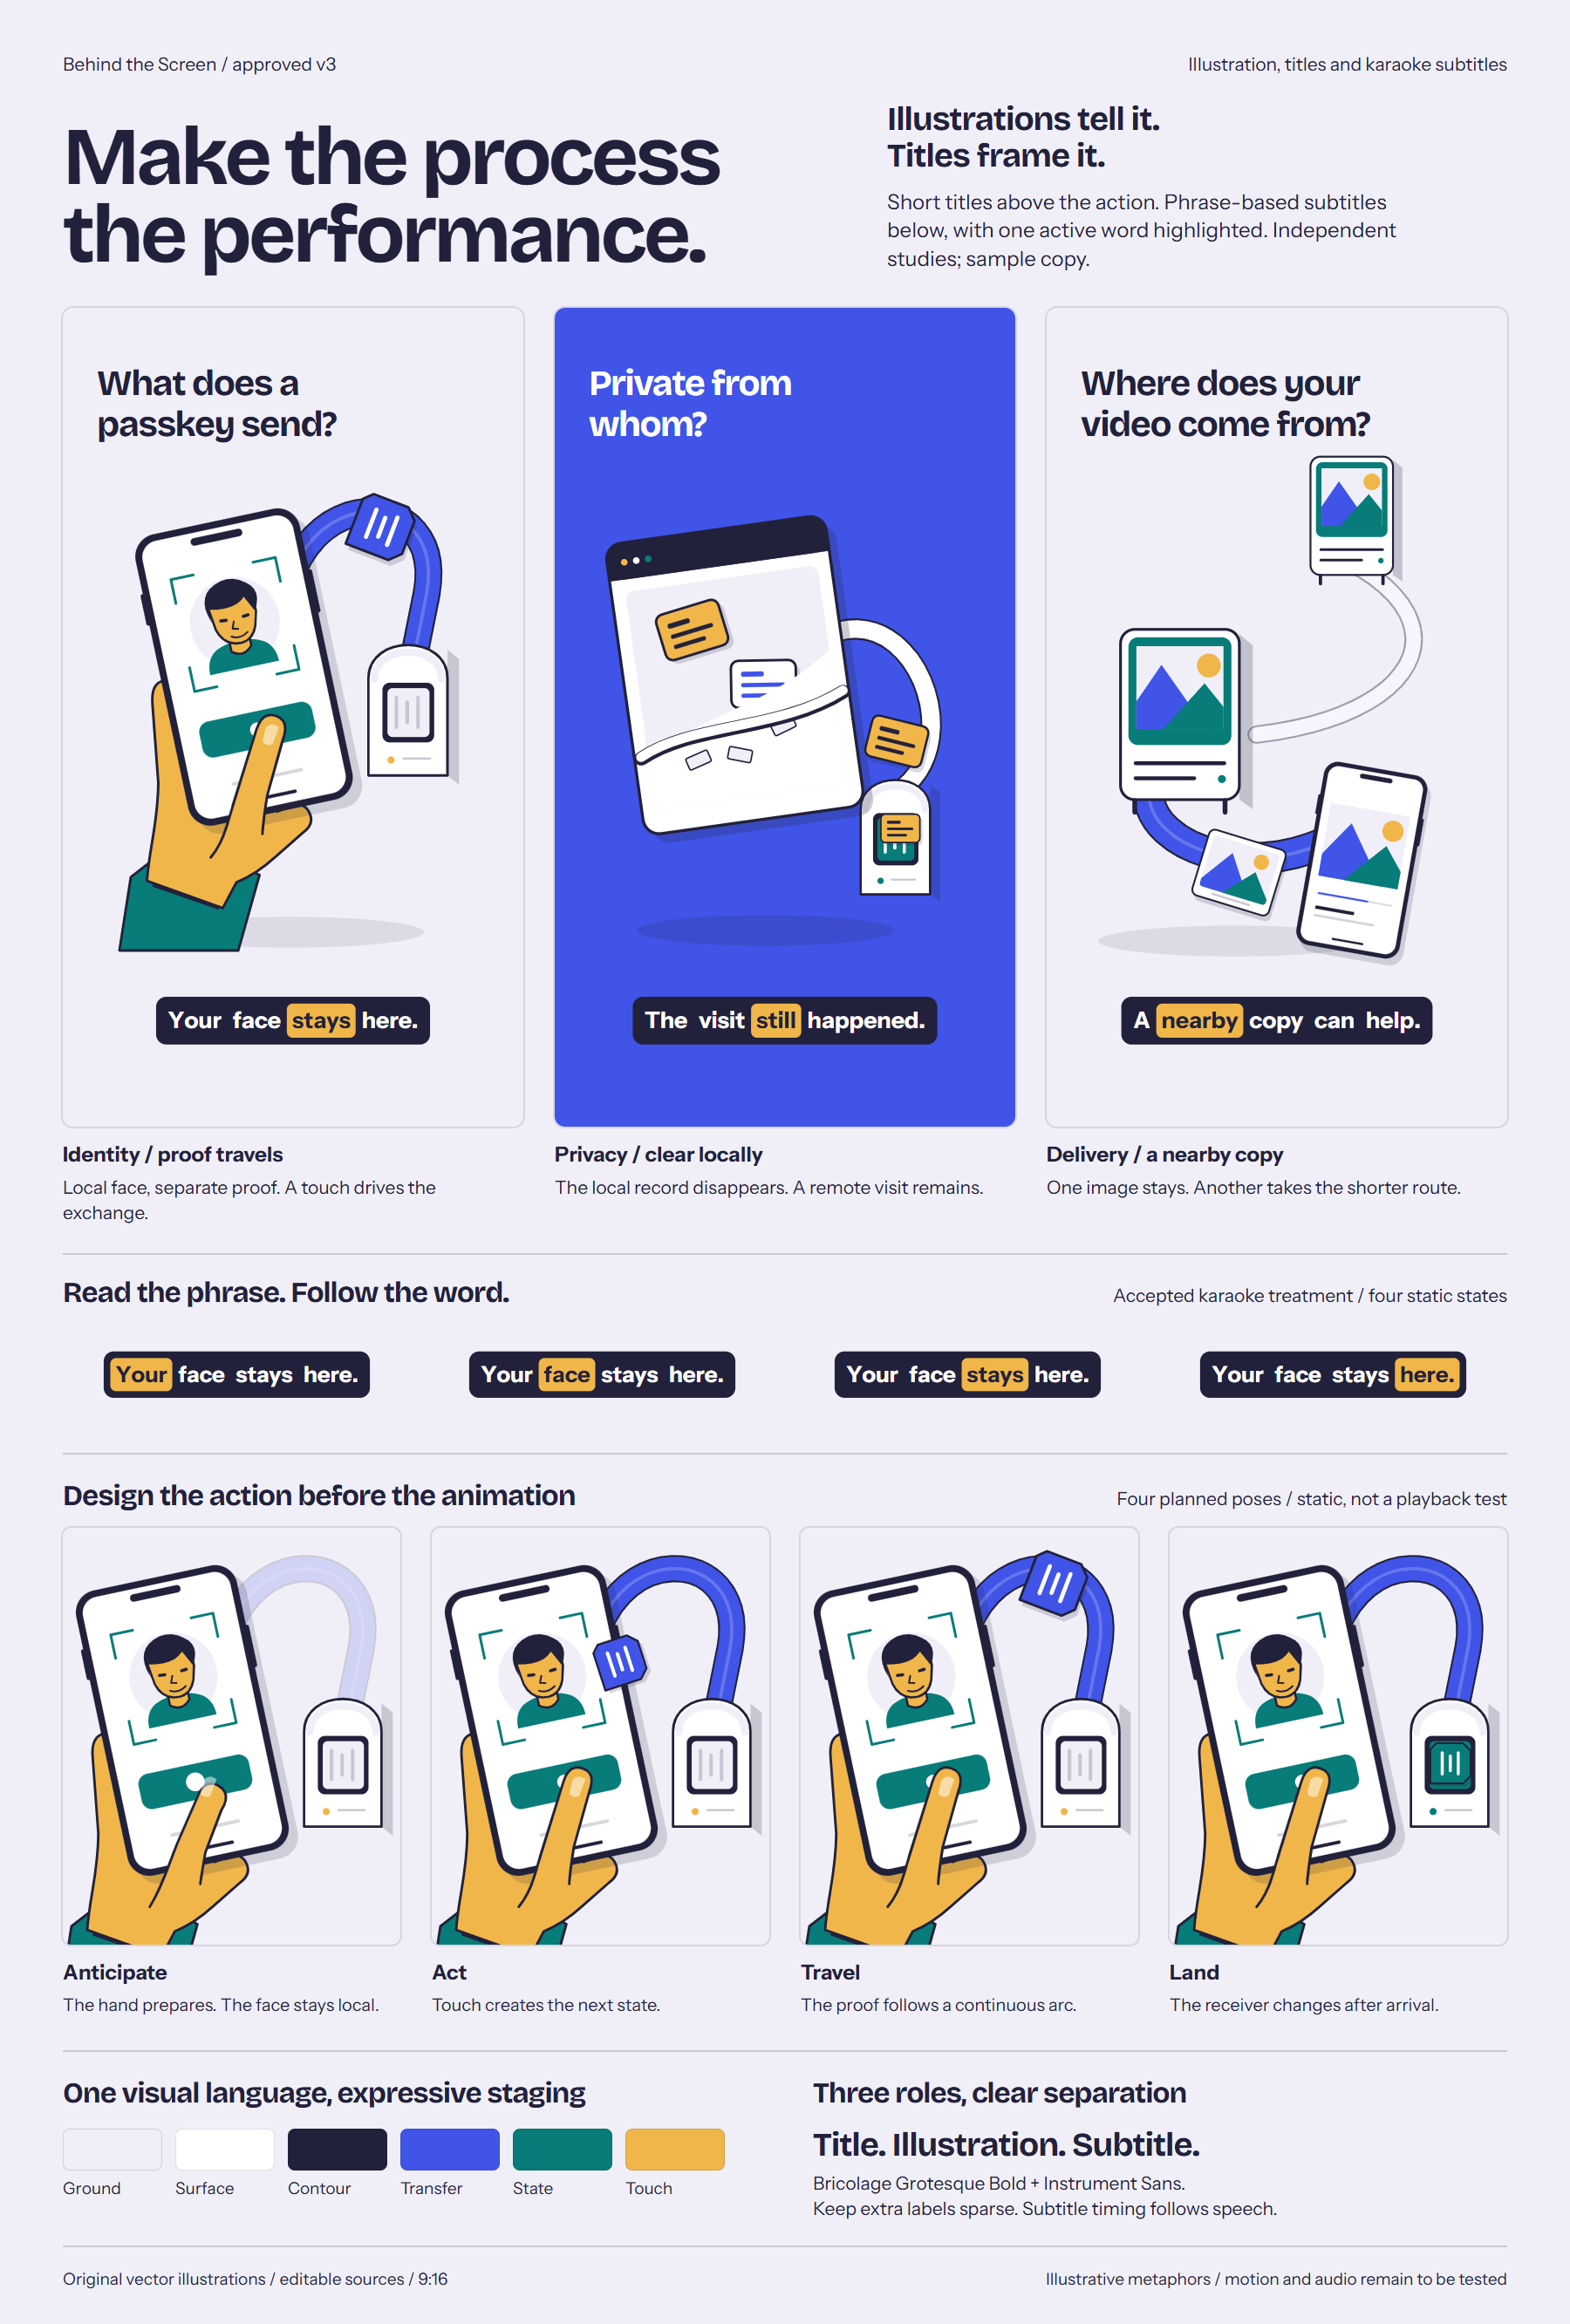 Behind the Screen / approved v3
Illustration, titles and karaoke subtitles
Make the process
the performance.
Illustrations tell it.
Titles frame it.
Short titles above the action. Phrase-based subtitles
below, with one active word highlighted. Independent
studies; sample copy.
What does a
passkey send?
Your face stays here.
Private from
whom?
The visit still happened.
Where does your
video come from?
A nearby copy can help.
Identity / proof travels
Local face, separate proof. A touch drives the
exchange.
Privacy / clear locally
The local record disappears. A remote visit remains.
Delivery / a nearby copy
One image stays. Another takes the shorter route.
Read the phrase. Follow the word.
Accepted karaoke treatment / four static states
Your face stays here.
Your face stays here.
Your face stays here.
Your face stays here.
Design the action before the animation
Four planned poses / static, not a playback test
Anticipate
The hand prepares. The face stays local.
Act
Touch creates the next state.
Travel
The proof follows a continuous arc.
Land
The receiver changes after arrival.
One visual language, expressive staging
Ground
Surface
Contour
Transfer
State
Touch
Three roles, clear separation
Title. Illustration. Subtitle.
Bricolage Grotesque Bold + Instrument Sans.
Keep extra labels sparse. Subtitle timing follows speech.
Original vector illustrations / editable sources / 9:16
Illustrative metaphors / motion and audio remain to be tested